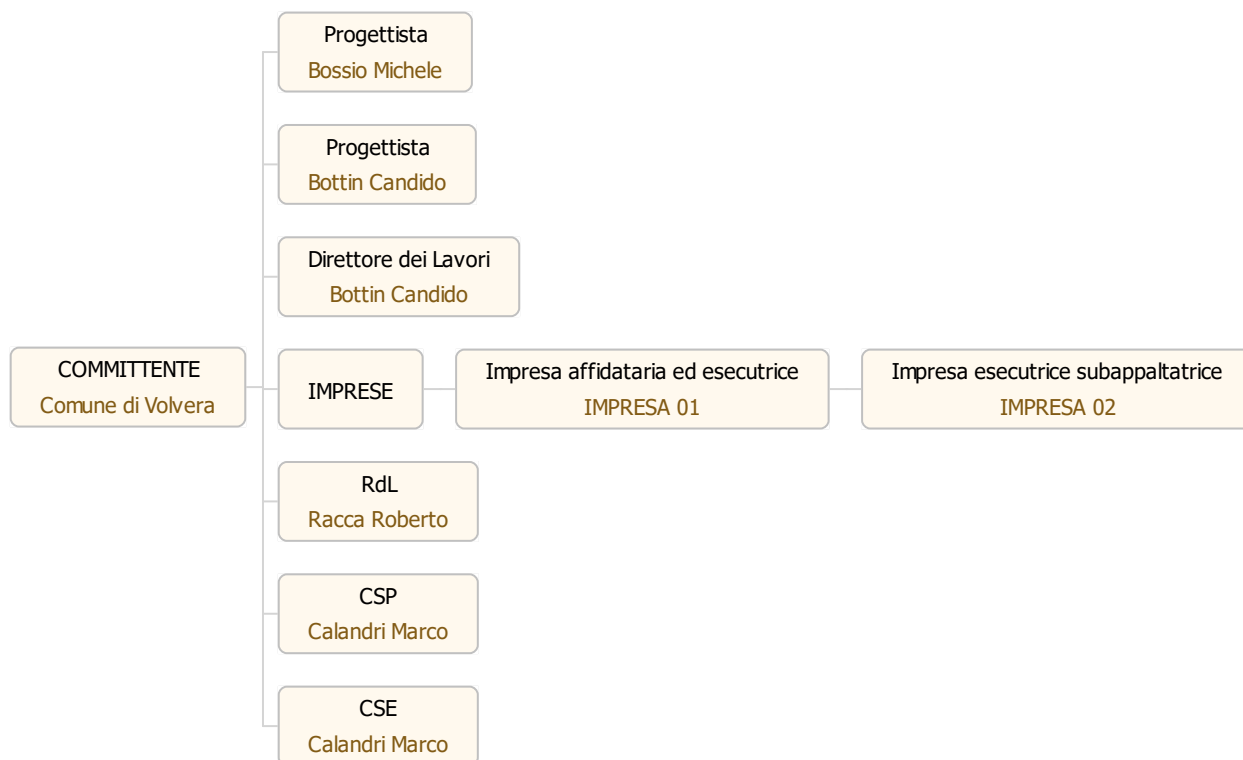 Progettista
Bossio Michele
Progettista
Bottin Candido
Direttore dei Lavori
Bottin Candido
COMMITTENTE
Comune di Volvera
IMPRESE
Impresa affidataria ed esecutrice
IMPRESA 01
Impresa esecutrice subappaltatrice
IMPRESA 02
RdL
Racca Roberto
CSP
Calandri Marco
CSE
Calandri Marco